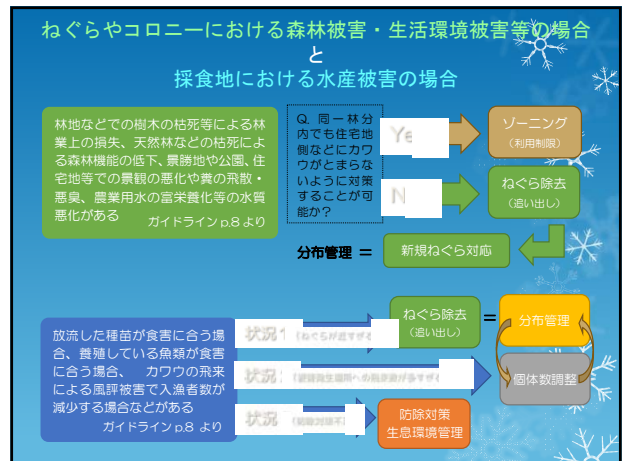 ねぐらやコロニーにおける森林被害・生活環境被害等の場合
と
採食地における水産被害の場合
林地などでの樹木の枯死等による林
業上の損失、天然林などの枯死によ
る森林機能の低下、景勝地や公園、住
宅地等での景観の悪化や糞の飛散・
悪臭、農業用水の富栄養化等の水質
悪化がある
ガイドライン p.8 より
Q. 同一林分
内でも住宅地
側などにカワ
ウがとまらな
いように対策
することが可
能か？
Ye
N
ゾーニング
（利用制限）
ねぐら除去
（追い出し）
分布管理 ＝
新規ねぐら対応
放流した種苗が食害に合う場
合、養殖している魚類が食害
に合う場合、 カワウの飛来
による風評被害で入漁者数が
減少する場合などがある
ガイドライン p.8 より
状況
（ねぐらが近すぎ
ねぐら除去
（追い出し）
＝
分布管理
状況
個体数調整
状況
防除対策
生息環境管理